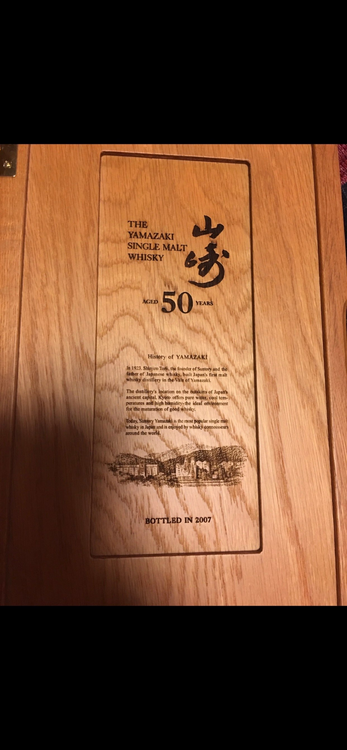 THE
YAMAZAKI
SINGLE MALT
WHISKY
山崎
AGED 50 YEARS
History of YAMAZAKI
In 1923, Shinjiro Torii, the founder of Suntory and the
father of Japanese whisky, built Japan's first malt
whisky distillery in the Vale of Yamazaki.
The distillery's location on the outskirts of Japan's
ancient capital, Kyoto offers pure water, cool tem-
peratures and high humidity—the ideal environment
for the maturation of good whisky.
Today, Suntory Yamazaki is the most popular single malt
whisky in Japan and is enjoyed by whisky connoisseurs
around the world.
BOTTLED IN 2007